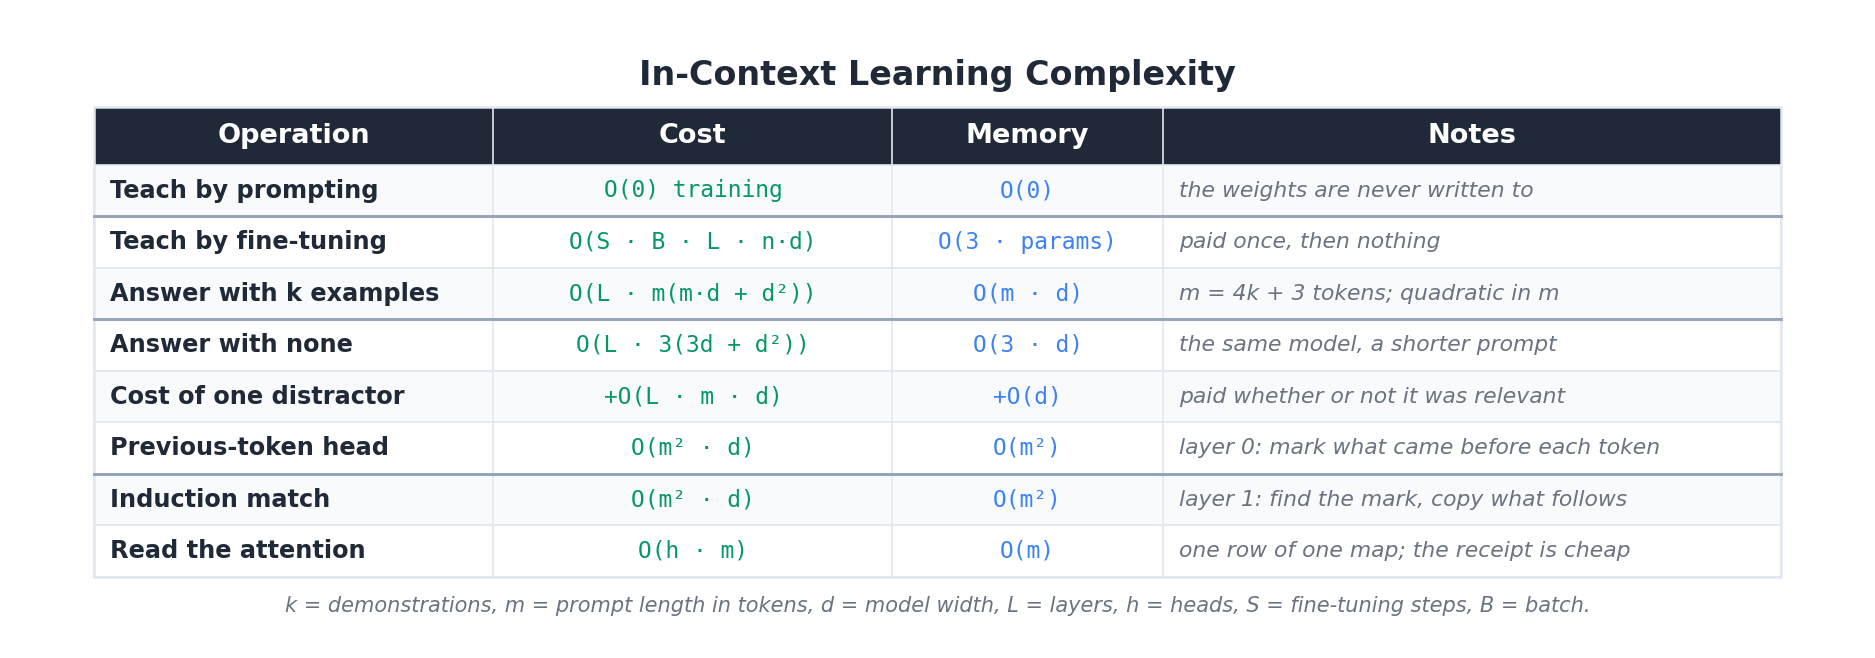 In-Context Learning Complexity
Operation Cost Memory Notes
Teach by prompting O(0) training O(0) the weights are never written to
Teach by fine-tuning O(S · B · L · n·d) O(3 · params) paid once, then nothing
Answer with k examples O(L · m(m·d + d²)) O(m · d) m = 4k + 3 tokens; quadratic in m
Answer with none O(L · 3(3d + d²)) O(3 · d) the same model, a shorter prompt
Cost of one distractor +O(L · m · d) +O(d) paid whether or not it was relevant
Previous-token head O(m² · d) O(m²) layer 0: mark what came before each token
Induction match O(m² · d) O(m²) layer 1: find the mark, copy what follows
Read the attention O(h · m) O(m) one row of one map; the receipt is cheap
k = demonstrations, m = prompt length in tokens, d = model width, L = layers, h = heads, S = fine-tuning steps, B = batch.